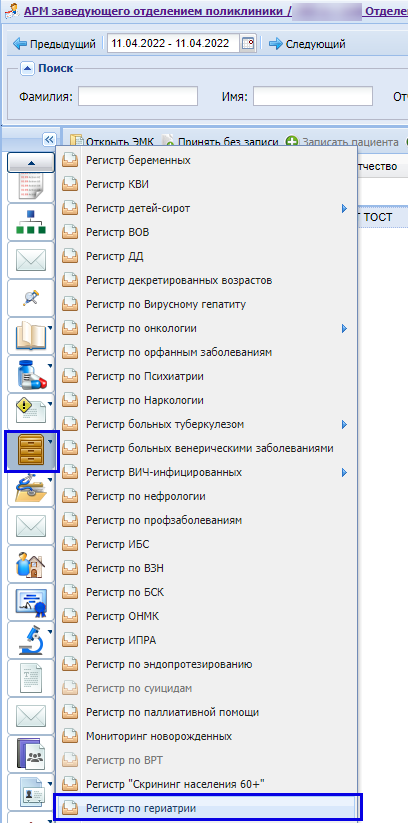 АРМ заведующего отделением поликлиники / Отделе
Предыдущий 11.04.2022 - 11.04.2022 Следующий
Поиск
Фамилия: Имя: От
Открыть ЭМК Принять без записи Записать пациента
тчество
Г ТОСТ
Регистр беременных
Регистр КВИ
Регистр детей-сирот
Регистр ВОВ
Регистр ДД
Регистр декретированных возрастов
Регистр по Вирусному гепатиту
Регистр по онкологии
Регистр по орфанным заболеваниям
Регистр по Психиатрии
Регистр по Наркологии
Регистр больных туберкулезом
Регистр больных венерическими заболеваниями
Регистр ВИЧ-инфицированных
Регистр по нефрологии
Регистр по профзаболеваниям
Регистр ИБС
Регистр по ВЗН
Регистр по БСК
Регистр ОНМК
Регистр ИПРА
Регистр по эндопротезированию
Регистр по суицидам
Регистр по паллиативной помощи
Мониторинг новорожденных
Регистр по ВРТ
Регистр "Скрининг населения 60+"
Регистр по гериатрии